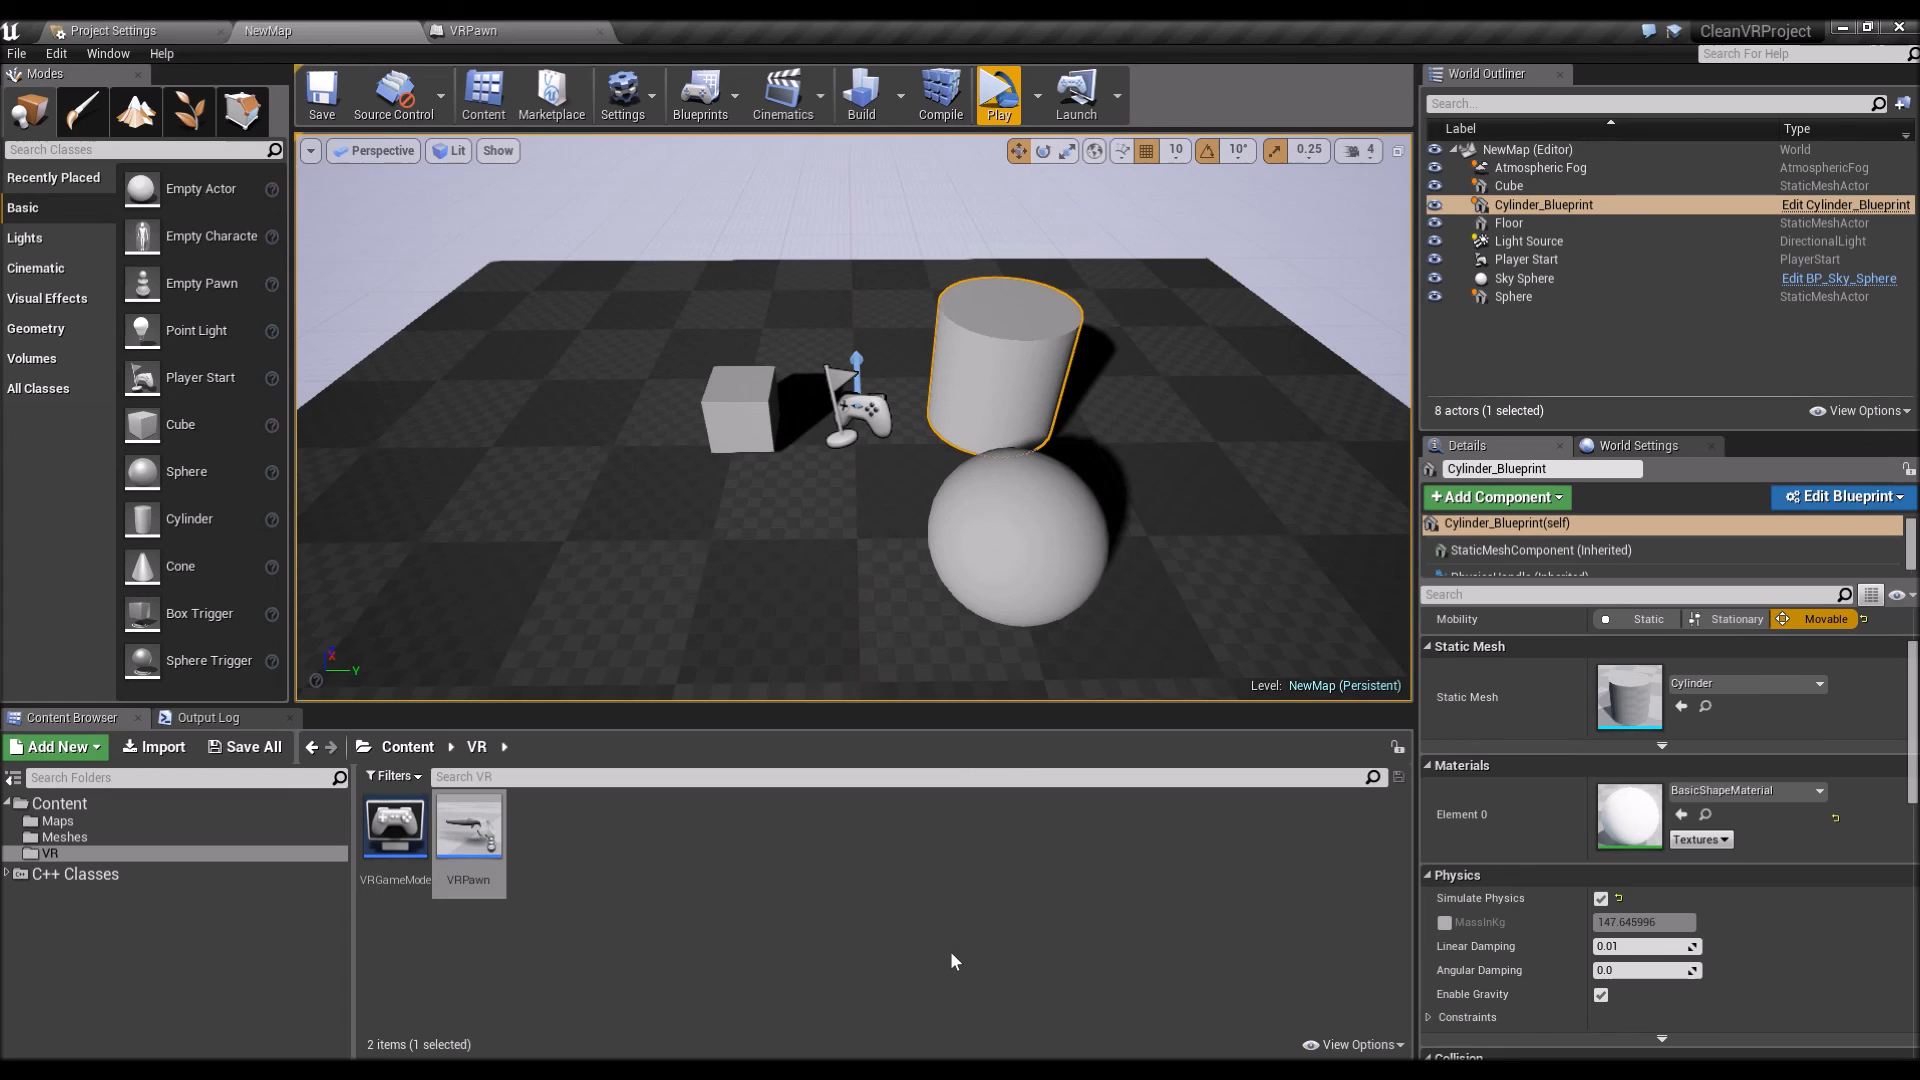 Project Settings
NewMap
VRPawn
CleanVRProject
File Edit Window Help
Search For Help
Modes
Save
Source Control
Content
Marketplace
Settings
Blueprints
Cinematics
Build
Compile
Play
Launch
Search Classes
Recently Placed
Basic
Lights
Cinematic
Visual Effects
Geometry
Volumes
All Classes
Empty Actor
Empty Characte
Empty Pawn
Point Light
Player Start
Cube
Sphere
Cylinder
Cone
Box Trigger
Sphere Trigger
Perspective
Lit
Show
10
10°
0.25
4
X
Y
Level: NewMap (Persistent)
World Outliner
Search...
Label Type
NewMap (Editor) World
Atmospheric Fog AtmosphericFog
Cube StaticMeshActor
Cylinder_Blueprint Edit Cylinder_Blueprint
Floor StaticMeshActor
Light Source DirectionalLight
Player Start PlayerStart
Sky Sphere Edit BP_Sky_Sphere
Sphere StaticMeshActor
8 actors (1 selected)
View Options
Details
World Settings
Cylinder_Blueprint
+Add Component
Edit Blueprint
Cylinder_Blueprint(self)
StaticMeshComponent (Inherited)
PhysicsHandle (Inherited)
Search
Mobility Static Stationary Movable
Static Mesh
Static Mesh
Cylinder
Materials
Element 0
BasicShapeMaterial
Textures
Physics
Simulate Physics
MassInKg 147.645996
Linear Damping 0.01
Angular Damping 0.0
Enable Gravity
Constraints
Collision
Content Browser
Output Log
Add New
Import
Save All
Content
VR
Search Folders
Filters
Search VR
Content
Maps
Meshes
VR
C++ Classes
VRGameMode
VRPawn
2 items (1 selected)
View Options